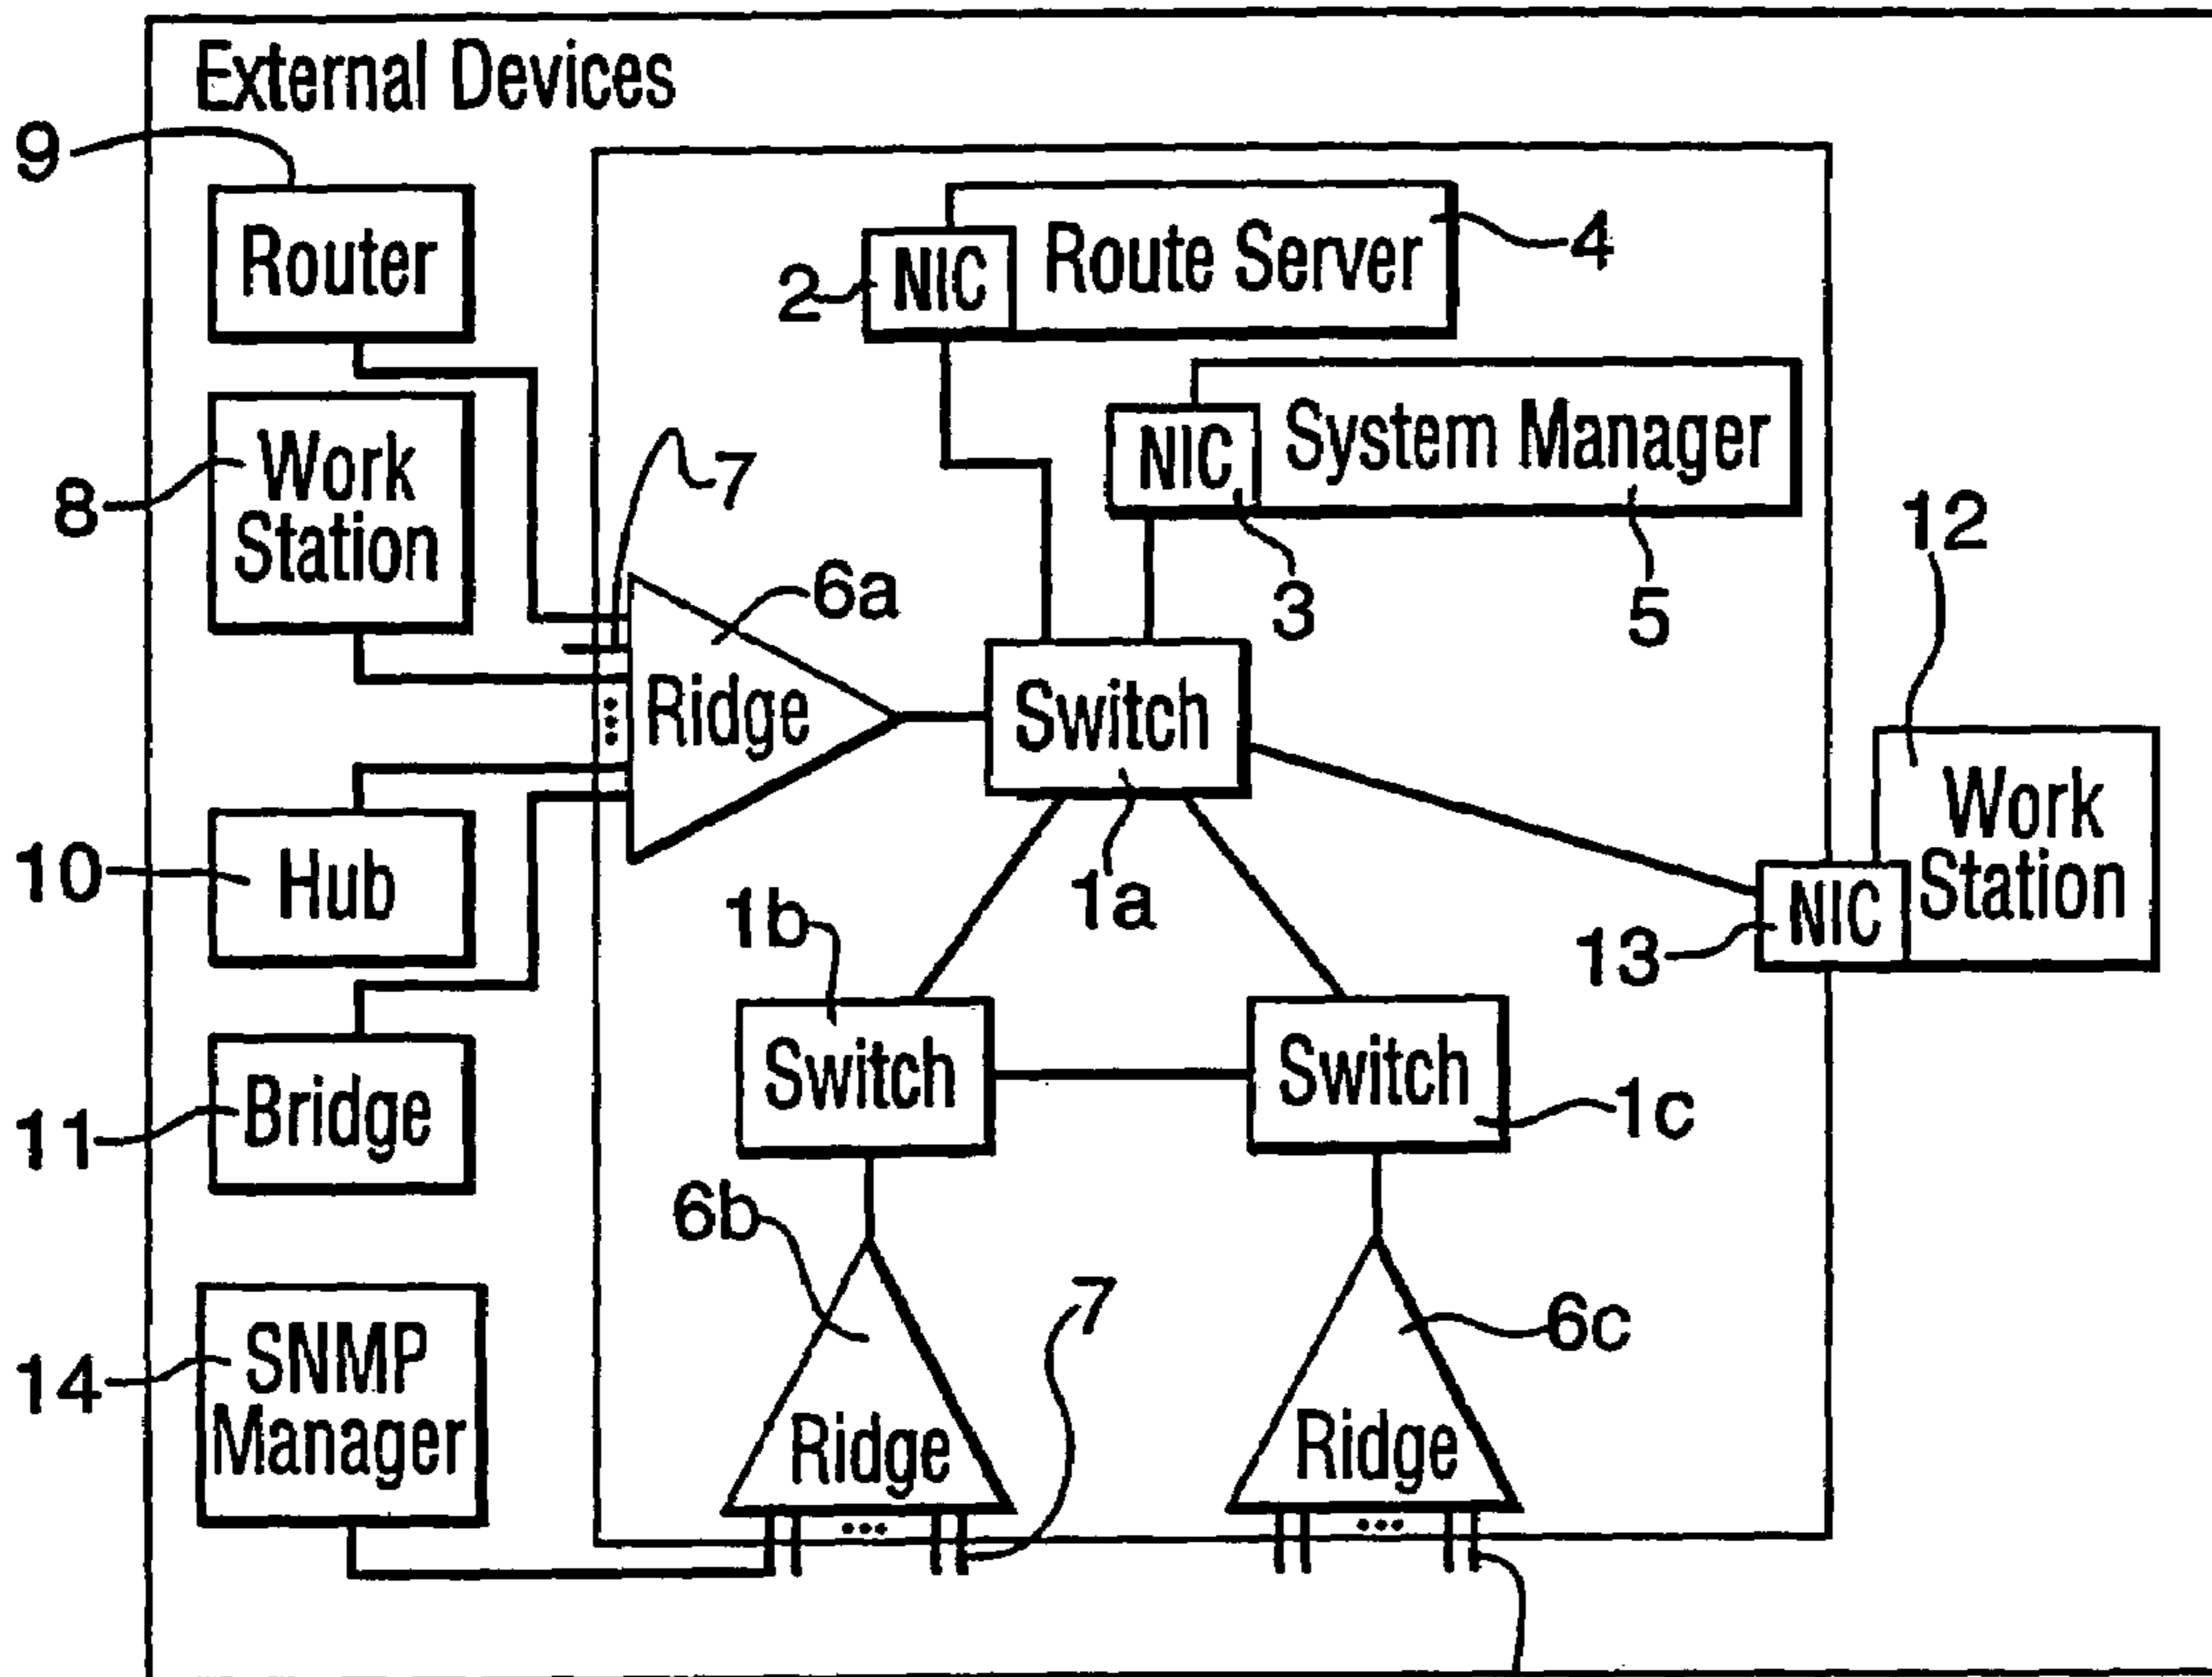 External Devices
9
Router
NIC
Route Server
2
4
Work
Station
8
7
NIC
System Manager
3
5
12
6a
Ridge
Switch
1a
Work
Station
NIC
13
10
Hub
1b
Switch
Switch
1c
11
Bridge
6b
7
6c
14
SNMP
Manager
Ridge
Ridge